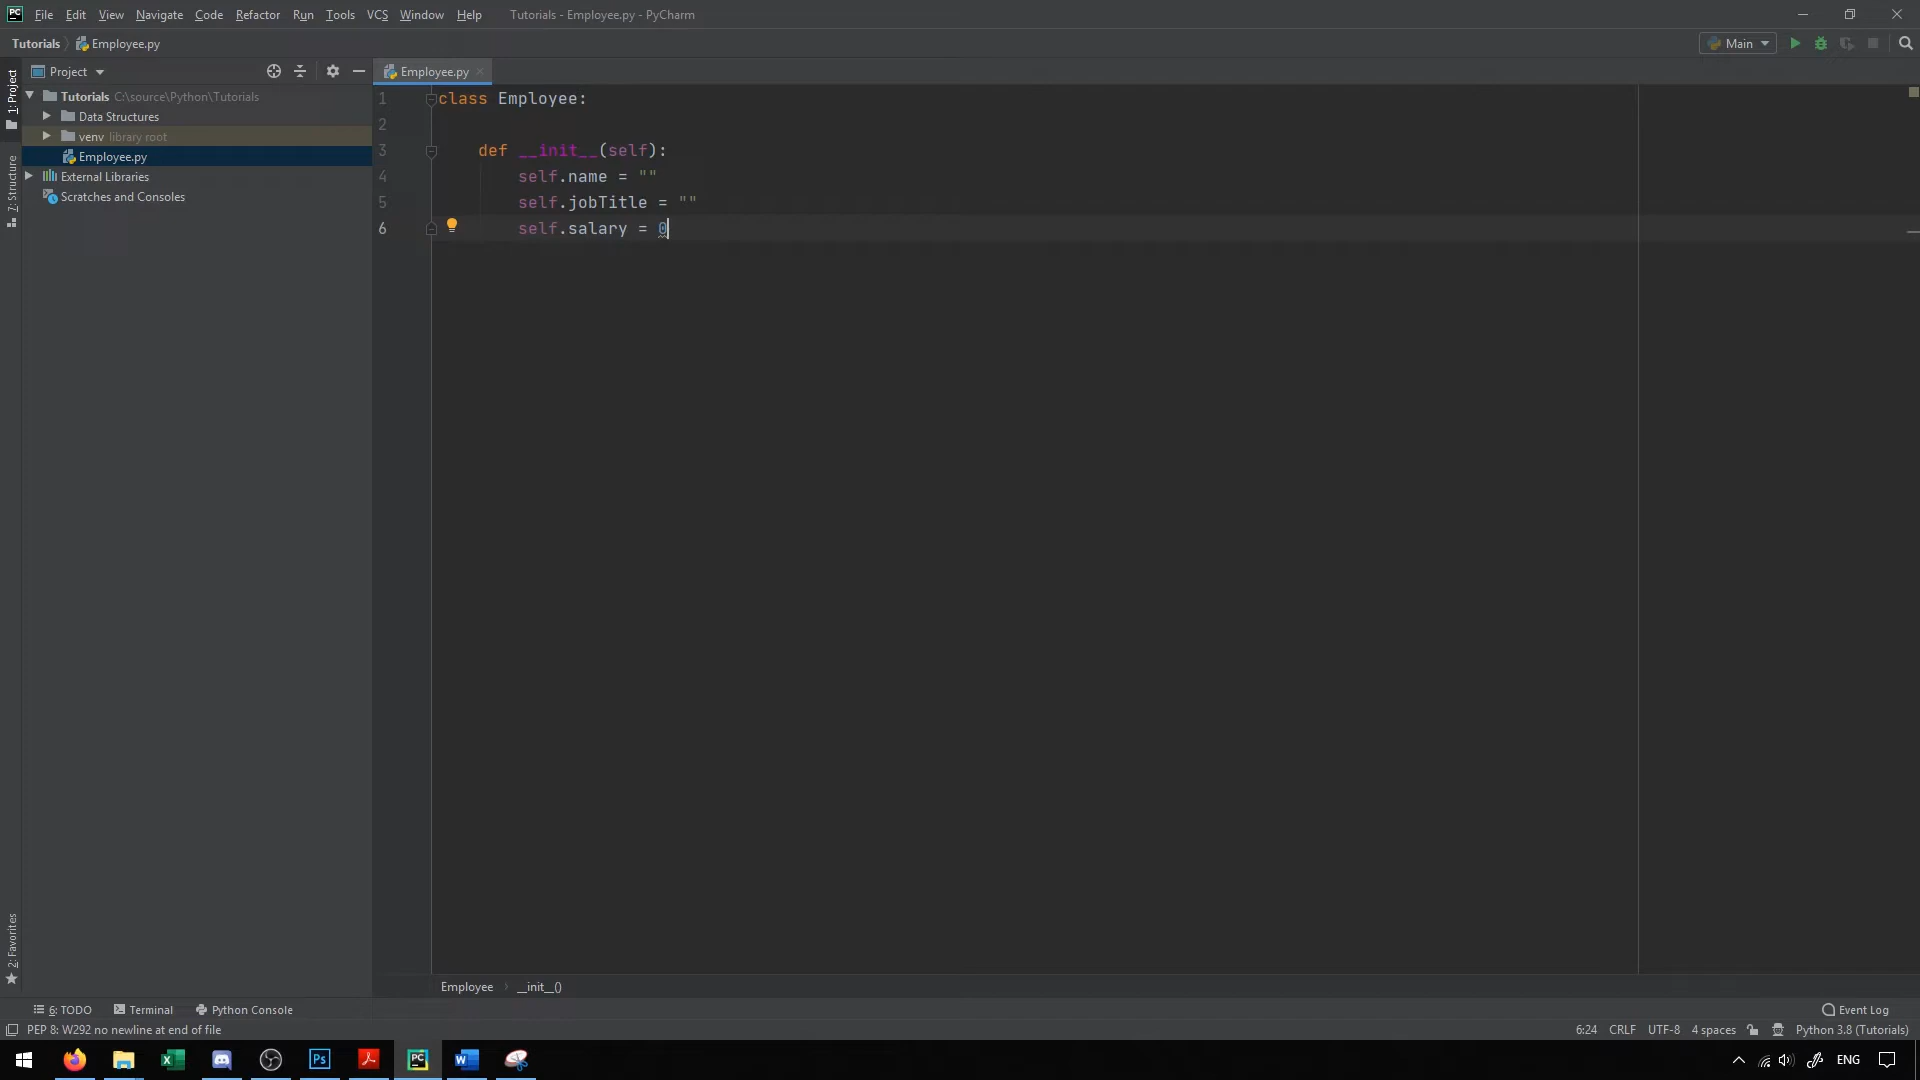 PC File Edit View Navigate Code Refactor Run Tools VCS Window Help Tutorials - Employee.py - PyCharm
Tutorials Employee.py Main
1: Project
Project
Employee.py
Tutorials C:\source\Python\Tutorials
Data Structures
venv library root
Employee.py
External Libraries
Scratches and Consoles
7: Structure
2: Favorites
1 class Employee:
2
3 def __init__(self):
4 self.name = ""
5 self.jobTitle = ""
6 self.salary = 0
Employee __init__()
6: TODO Terminal Python Console Event Log
PEP 8: W292 no newline at end of file 6:24 CRLF UTF-8 4 spaces Python 3.8 (Tutorials)
X Ps PC W ENG